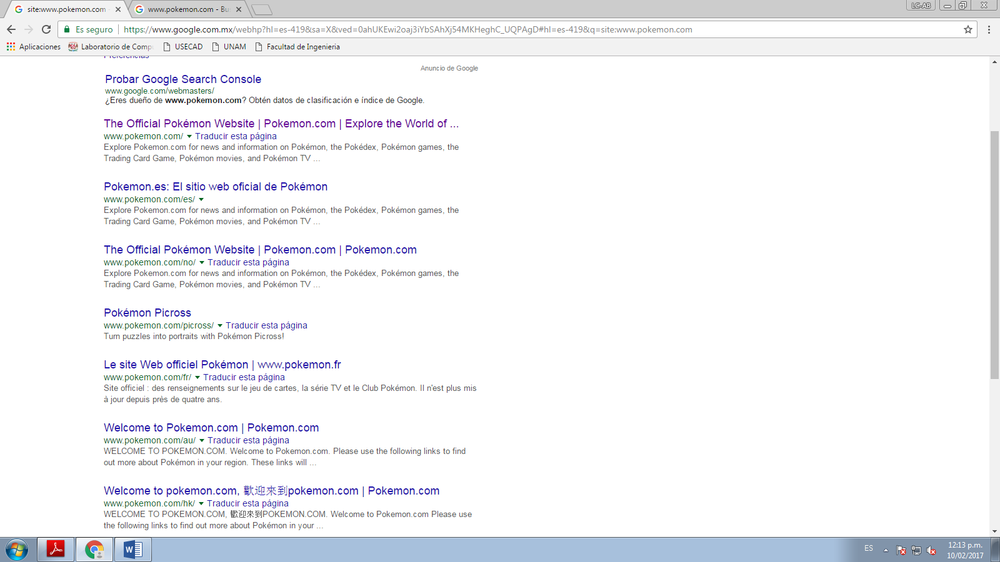 site:www.pokemon.com
www.pokemon.com - Bu
LC-AB
Es seguro
https://www.google.com.mx/webhp?hl=es-419&sa=X&ved=0ahUKEwi2oaj3iYbSAhXj54MKHeghC_UQPAgD#hl=es-419&q=site:www.pokemon.com
Aplicaciones
Laboratorio de Comp
USECAD
UNAM
Facultad de Ingenieria
Preferencias
Anuncio de Google
Probar Google Search Console
www.google.com/webmasters/
¿Eres dueño de www.pokemon.com? Obtén datos de clasificación e índice de Google.
The Official Pokémon Website | Pokemon.com | Explore the World of ...
www.pokemon.com/ Traducir esta página
Explore Pokemon.com for news and information on Pokémon, the Pokédex, Pokémon games, the
Trading Card Game, Pokémon movies, and Pokémon TV ...
Pokemon.es: El sitio web oficial de Pokémon
www.pokemon.com/es/
Explore Pokemon.com for news and information on Pokémon, the Pokédex, Pokémon games, the
Trading Card Game, Pokémon movies, and Pokémon TV ...
The Official Pokémon Website | Pokemon.com | Pokemon.com
www.pokemon.com/no/ Traducir esta página
Explore Pokemon.com for news and information on Pokémon, the Pokédex, Pokémon games, the
Trading Card Game, Pokémon movies, and Pokémon TV ...
Pokémon Picross
www.pokemon.com/picross/ Traducir esta página
Turn puzzles into portraits with Pokémon Picross!
Le site Web officiel Pokémon | www.pokemon.fr
www.pokemon.com/fr/ Traducir esta página
Site officiel : des renseignements sur le jeu de cartes, la série TV et le Club Pokémon. Il n'est plus mis
à jour depuis près de quatre ans.
Welcome to Pokemon.com | Pokemon.com
www.pokemon.com/au/ Traducir esta página
WELCOME TO POKEMON.COM. Welcome to Pokemon.com. Please use the following links to find
out more about Pokémon in your region. These links will ...
Welcome to pokemon.com, 歡迎來到pokemon.com | Pokemon.com
www.pokemon.com/hk/ Traducir esta página
WELCOME TO POKEMON.COM, 歡迎來到POKEMON.COM. Welcome to Pokemon.com Please use
the following links to find out more about Pokémon in your ...
ES
12:13 p.m.
10/02/2017